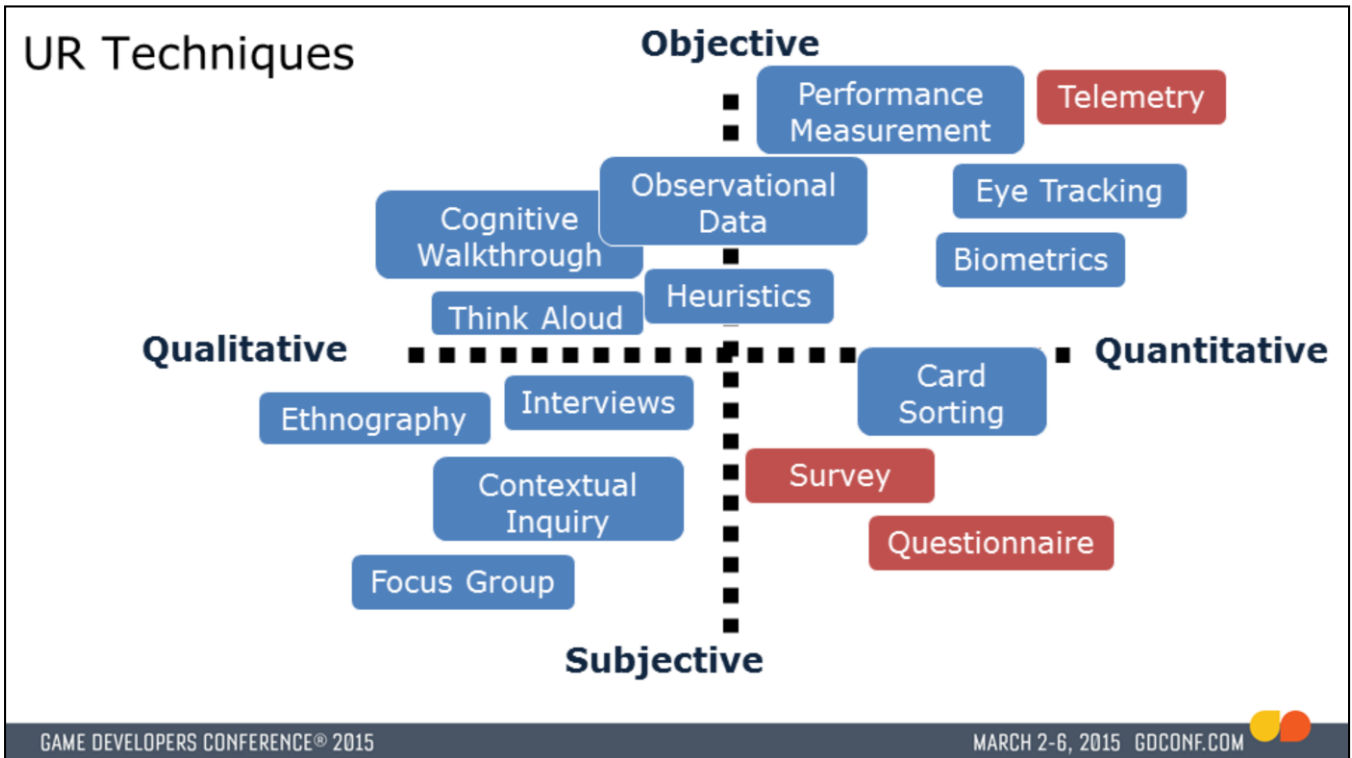 UR Techniques
Objective
Performance
Measurement
Telemetry
Observational
Data
Eye Tracking
Cognitive
Walkthrough
Biometrics
Heuristics
Think Aloud
Qualitative
Quantitative
Card
Sorting
Interviews
Ethnography
Survey
Contextual
Inquiry
Questionnaire
Focus Group
Subjective
GAME DEVELOPERS CONFERENCE® 2015
MARCH 2-6, 2015 GDCONF.COM